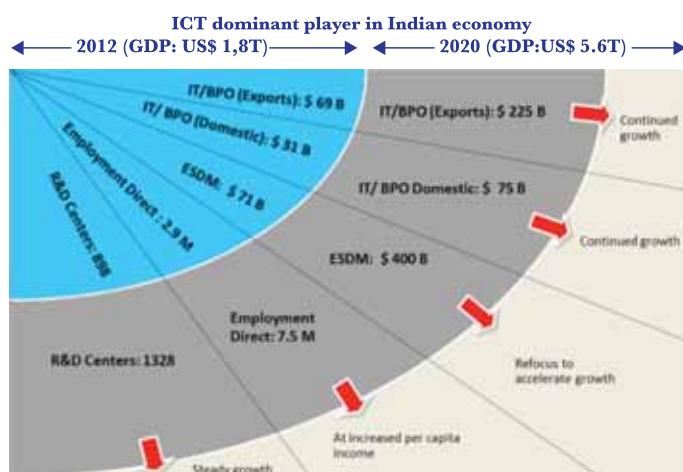 ICT dominant player in Indian economy
2012 (GDP: US$ 1,8T)
2020 (GDP:US$ 5.6T)
IT/BPO (Exports): $ 69 B
IT/BPO (Exports): $ 225 B
Continued
growth
IT/ BPO (Domestic): $ 31 B
IT/ BPO Domestic: $ 75 B
Continued growth
ESDM: $ 71 B
ESDM: $ 400 B
Refocus to
accelerate growth
Employment Direct : 2.9 M
Employment
Direct: 7.5 M
At increased per capita
income
R&D Centers: 898
R&D Centers: 1328
Steady growth